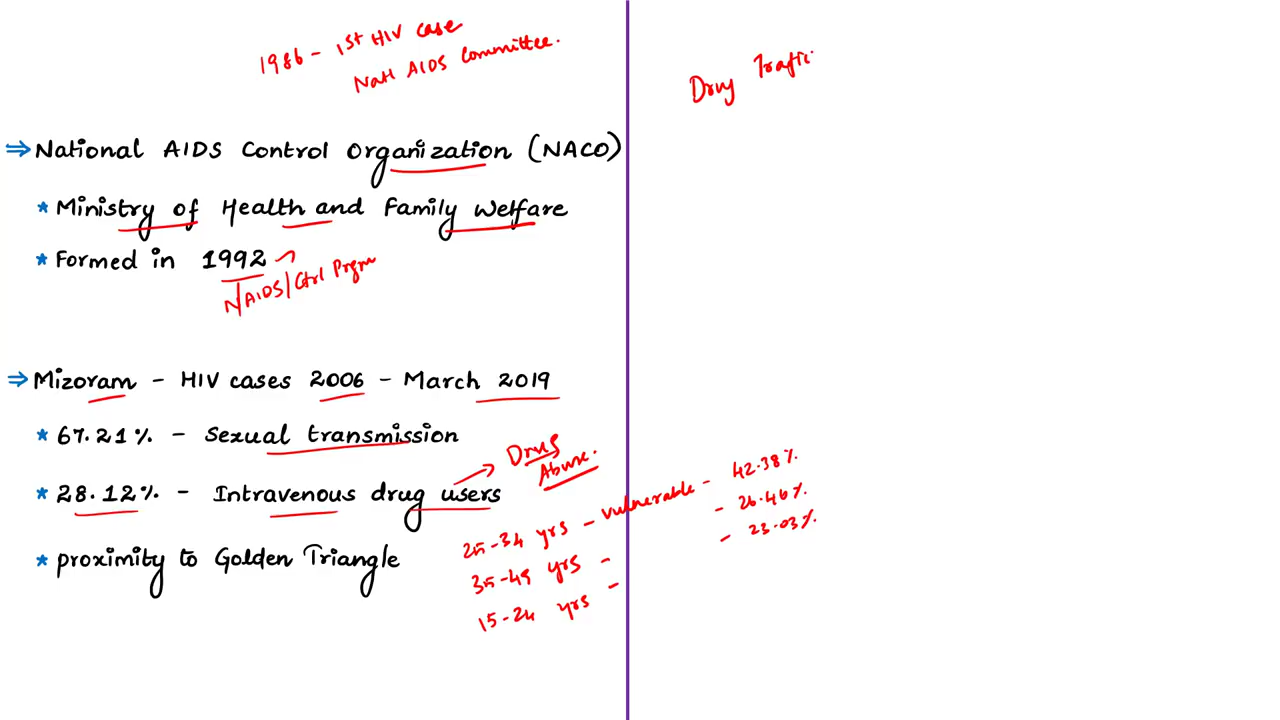 1986 - 1st HIV case
Natl AIDS Committee.
⇒ National AIDS Control Organization (NACO)
* Ministry of Health and Family Welfare
* Formed in 1992
N/AIDS/Ctrl Prgm
⇒ Mizoram - HIV cases 2006 - March 2019
* 67.21% - Sexual transmission
* 28.12% - Intravenous drug users
Drug
Abuse.
* proximity to Golden Triangle
25-34 yrs - vulnerable - 42.38%
35-49 yrs - - 26.46%
15-24 yrs - - 23.03%
Drug Trafic